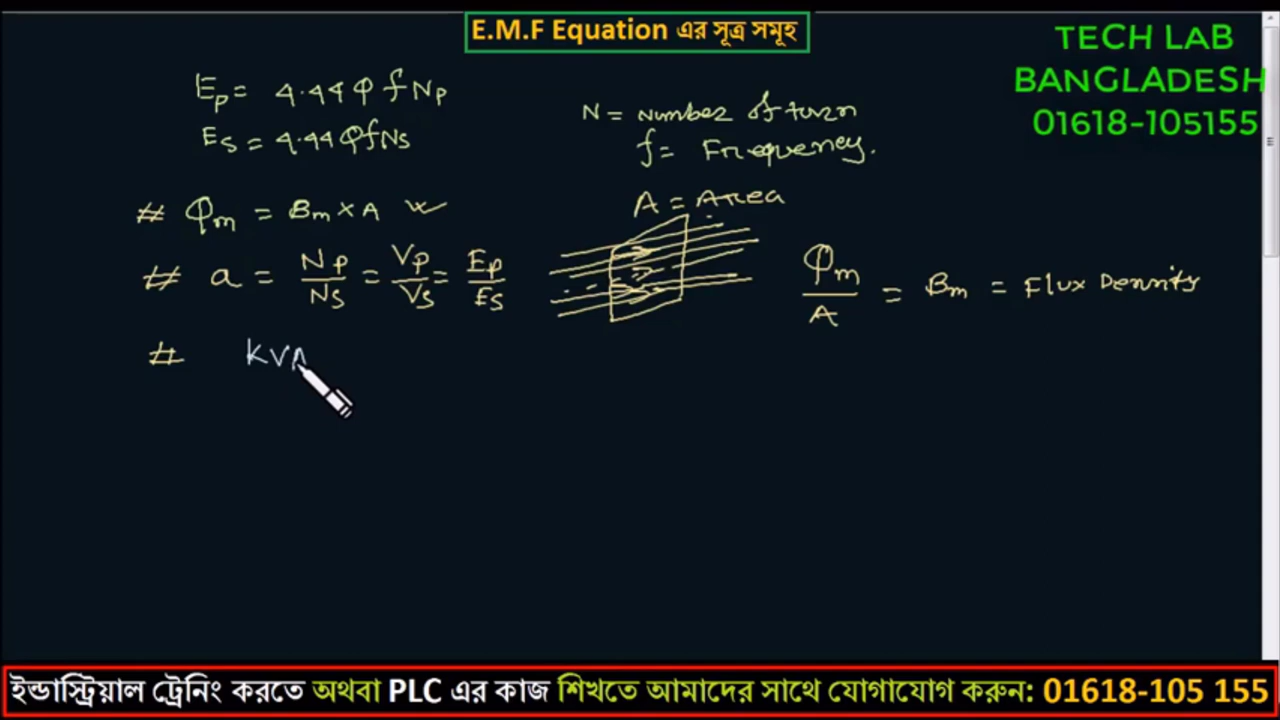 E.M.F Equation এর সূত্র সমূহ
TECH LAB
BANGLADESH
01618-105155
Ep = 4.44 φ f Np
Es = 4.44 φ f Ns
N = Number of turn
f = Frequency.
A = Area
# φm = Bm × A
# a = Np/Ns = Vp/Vs = Ep/Es
φm/A = Bm = Flux Density
# KVA
ইন্ডাস্ট্রিয়াল ট্রেনিং করতে অথবা PLC এর কাজ শিখতে আমাদের সাথে যোগাযোগ করুন: 01618-105 155